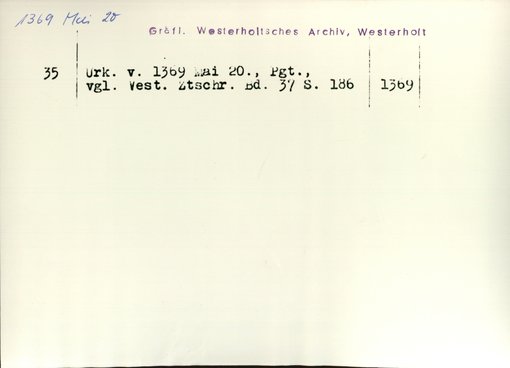 1369 Mai 20
Gräfl. Westerholtsches Archiv, Westerholt
35 Urk. v. 1369 Mai 20., Pgt.,
vgl. West. Ztschr. Bd. 37 S. 186 1369